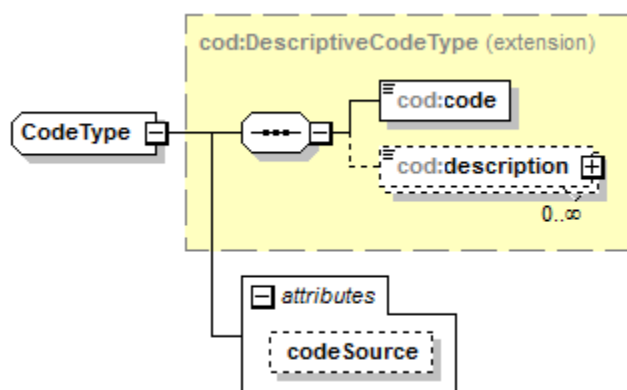 cod:DescriptiveCodeType (extension)
CodeType
cod:code
cod:description
0..∞
attributes
codeSource